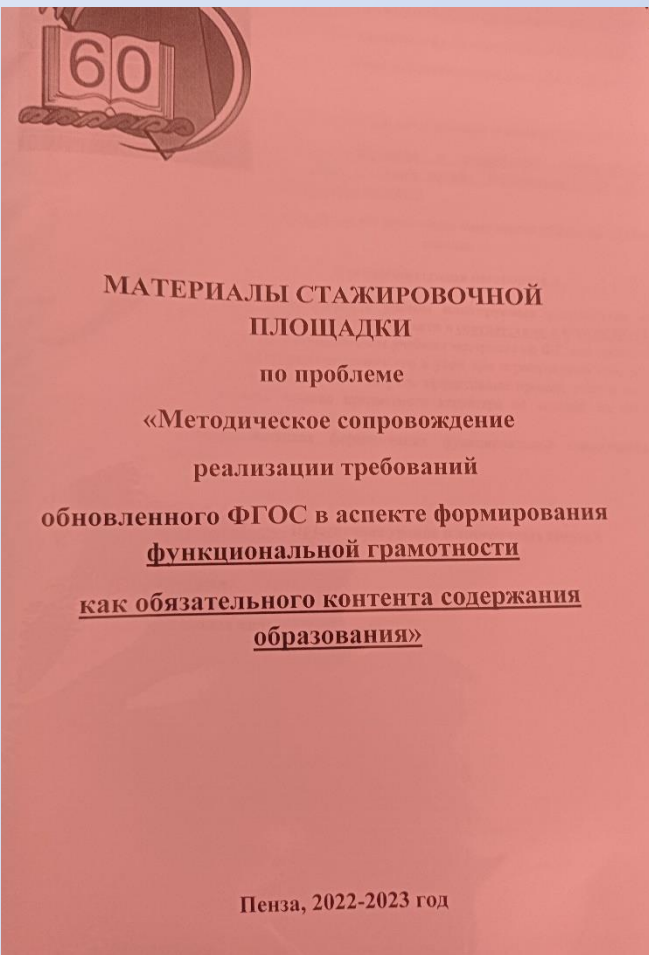 60
МАТЕРИАЛЫ СТАЖИРОВОЧНОЙ
ПЛОЩАДКИ
по проблеме
«Методическое сопровождение
реализации требований
обновленного ФГОС в аспекте формирования
функциональной грамотности
как обязательного контента содержания
образования»
Пенза, 2022-2023 год